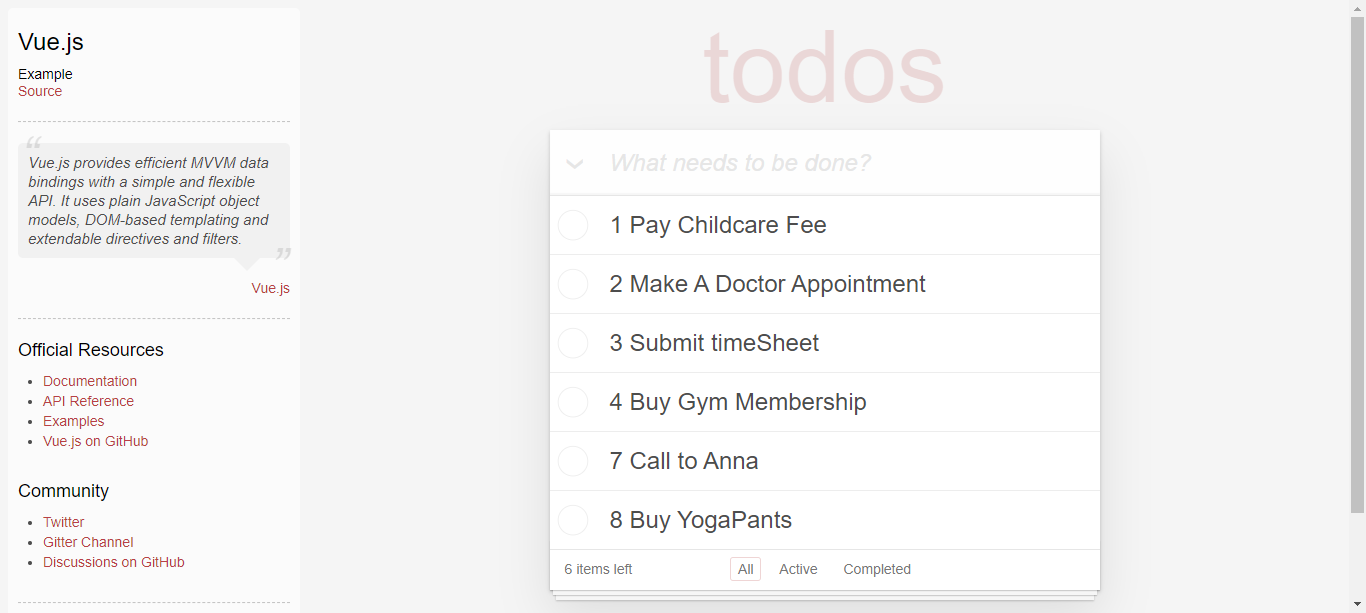 Vue.js
Example
Source
“
Vue.js provides efficient MVVM data
bindings with a simple and flexible
API. It uses plain JavaScript object
models, DOM-based templating and
extendable directives and filters.
”
Vue.js
Official Resources
• Documentation
• API Reference
• Examples
• Vue.js on GitHub
Community
• Twitter
• Gitter Channel
• Discussions on GitHub
todos
What needs to be done?
1 Pay Childcare Fee
2 Make A Doctor Appointment
3 Submit timeSheet
4 Buy Gym Membership
7 Call to Anna
8 Buy YogaPants
6 items left All Active Completed